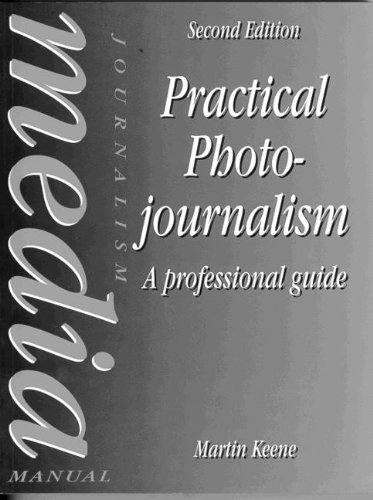 Second Edition
Practical
Photo-
journalism
A professional guide
Martin Keene
media
JOURNALISM
MANUAL